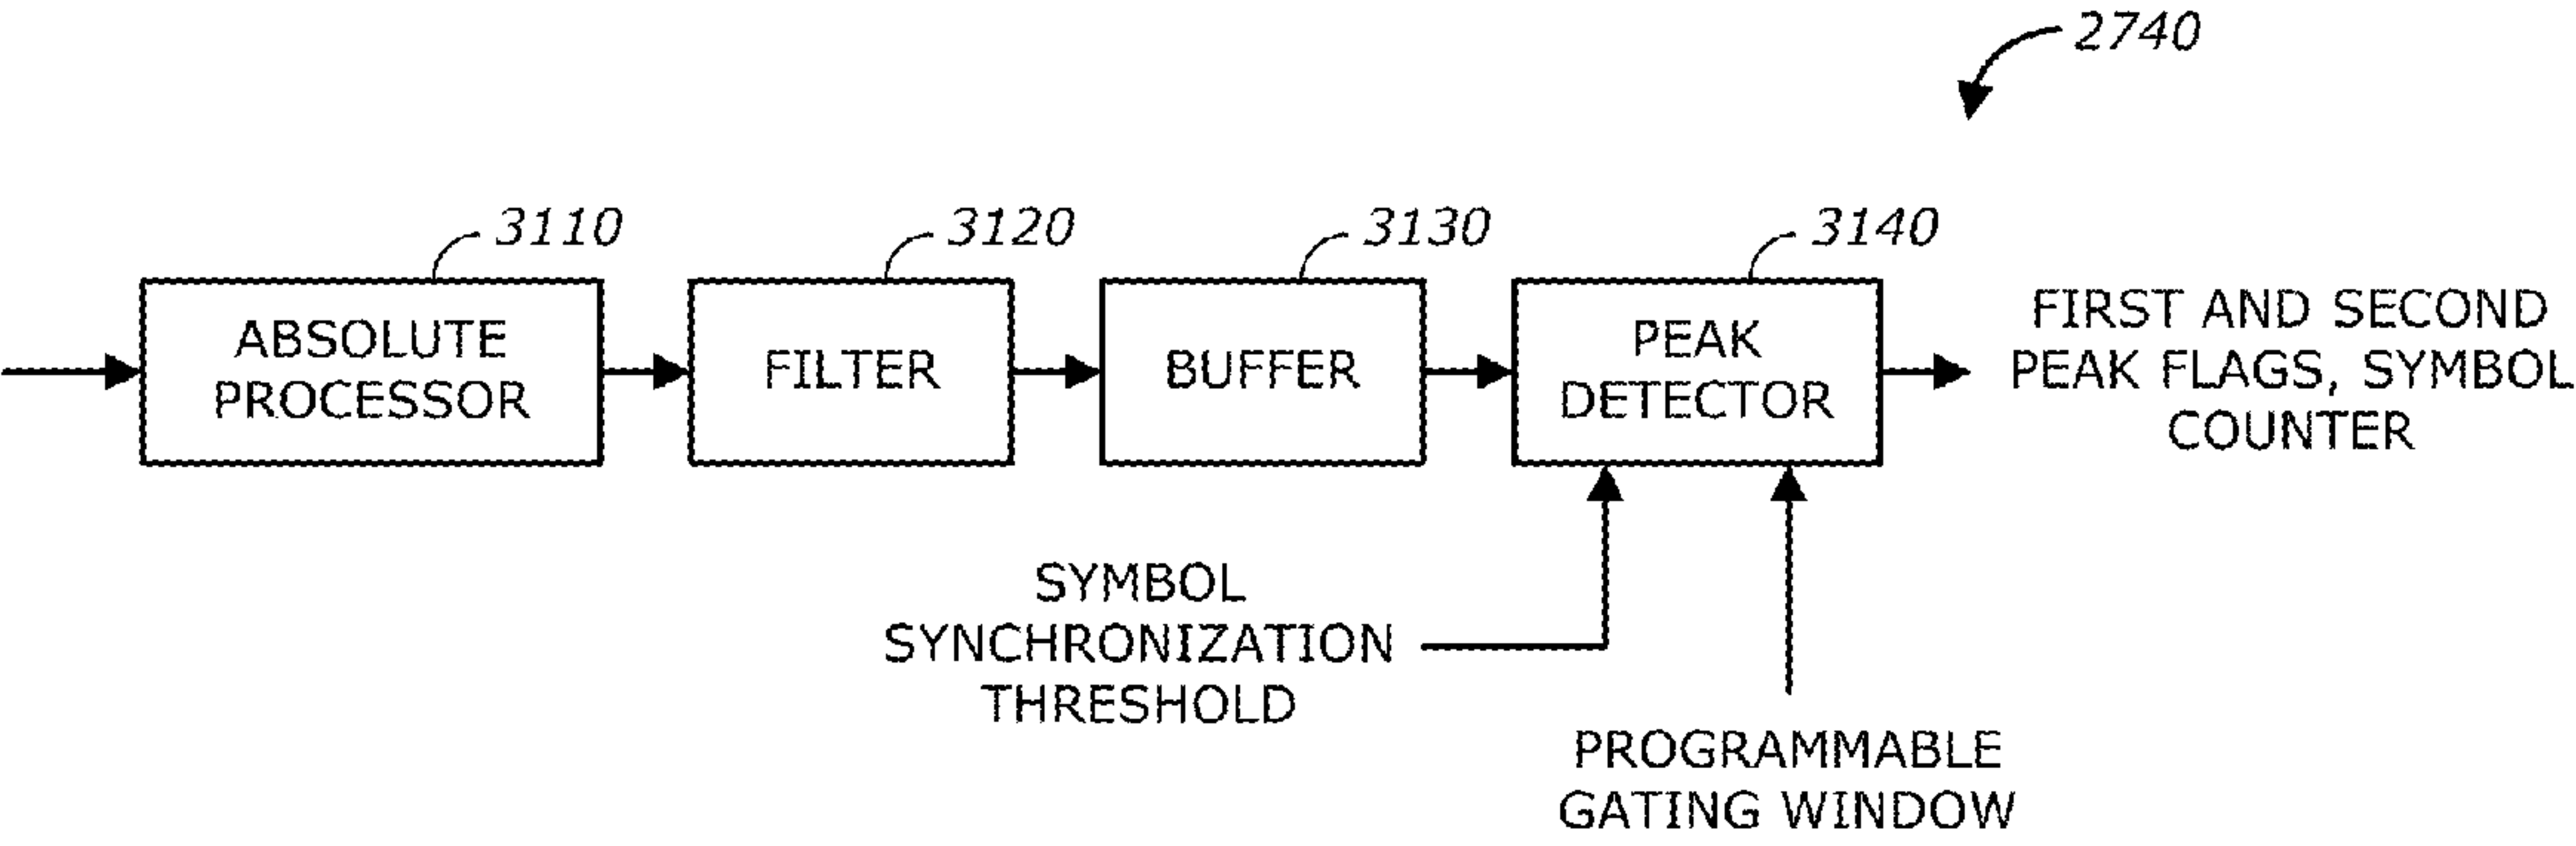 2740
3110
3120
3130
3140
ABSOLUTE
PROCESSOR
FILTER
BUFFER
PEAK
DETECTOR
FIRST AND SECOND
PEAK FLAGS, SYMBOL
COUNTER
SYMBOL
SYNCHRONIZATION
THRESHOLD
PROGRAMMABLE
GATING WINDOW